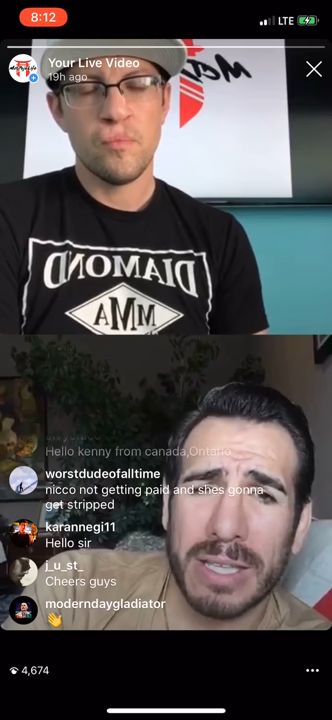 8:12
LTE
Your Live Video
19h ago
DIAMOND
MMA
Hello kenny from canada,Ontario
worstdudeofalltime
nicco not getting paid and shes gonna
get stripped
karannegi11
Hello sir
j_u_st_
Cheers guys
moderndaygladiator
👋
4,674